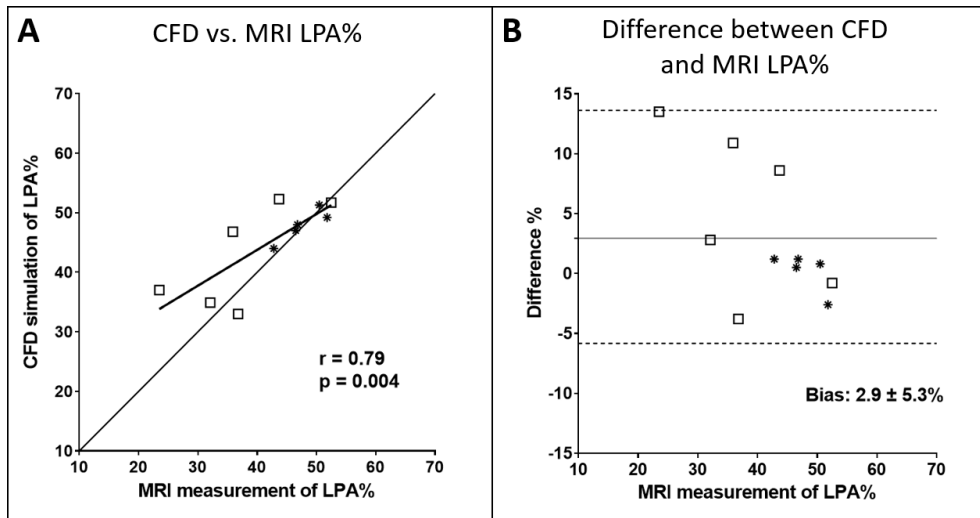 A
CFD vs. MRI LPA%
70
60
50
40
30
20
10
CFD simulation of LPA%
r = 0.79
p = 0.004
10 20 30 40 50 60 70
MRI measurement of LPA%
B
Difference between CFD
and MRI LPA%
15
10
5
0
-5
-10
-15
Difference %
Bias: 2.9 ± 5.3%
10 20 30 40 50 60 70
MRI measurement of LPA%